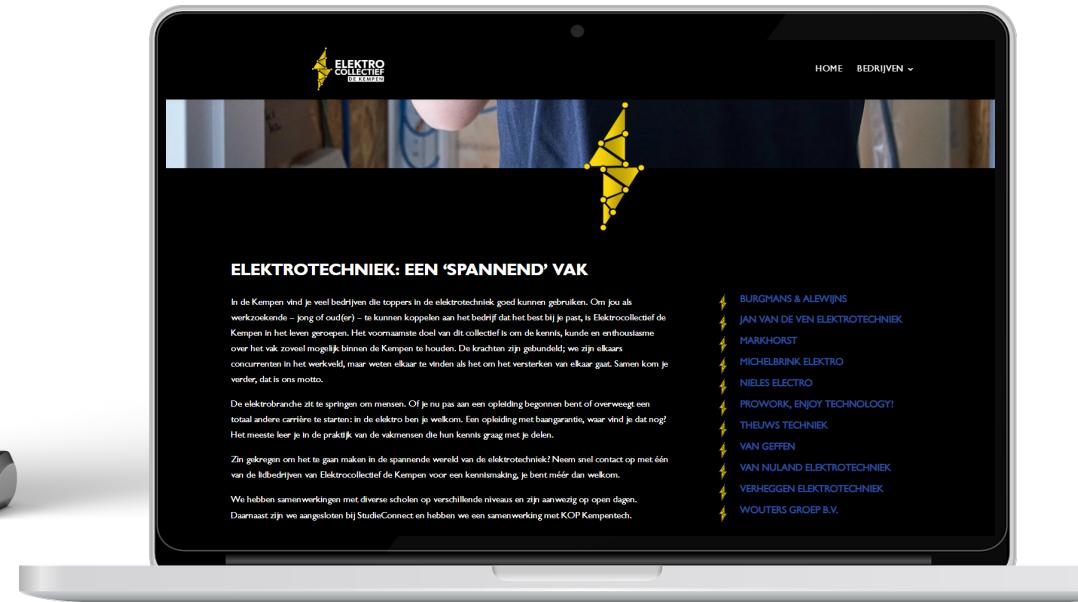 ELEKTRO
COLLECTIEF
DE KEMPEN
HOME BEDRIJVEN
ELEKTROTECHNIEK: EEN ‘SPANNEND’ VAK
In de Kempen vind je veel bedrijven die toppers in de elektrotechniek goed kunnen gebruiken. Om jou als
werkzoekende – jong of oud(er) – te kunnen koppelen aan het bedrijf dat het best bij je past, is Elektrocollectief de
Kempen in het leven geroepen. Het voornaamste doel van dit collectief is om de kennis, kunde en enthousiasme
over het vak zoveel mogelijk binnen de Kempen te houden. De krachten zijn gebundeld; we zijn elkaars
concurrenten in het werkveld, maar weten elkaar te vinden als het om het versterken van elkaar gaat. Samen kom je
verder, dat is ons motto.
De elektrobranche zit te springen om mensen. Of je nu pas aan een opleiding begonnen bent of overweegt een
totaal andere carrière te starten: in de elektro ben je welkom. Een opleiding met baangarantie, waar vind je dat nog?
Het meeste leer je in de praktijk van de vakmensen die hun kennis graag met je delen.
Zin gekregen om het te gaan maken in de spannende wereld van de elektrotechniek? Neem snel contact op met één
van de lidbedrijven van Elektrocollectief de Kempen voor een kennismaking, je bent méér dan welkom.
We hebben samenwerkingen met diverse scholen op verschillende niveaus en zijn aanwezig op open dagen.
Daarnaast zijn we aangesloten bij StudieConnect en hebben we een samenwerking met KOP Kempentech.
BURGMANS & ALEWIJNS
JAN VAN DE VEN ELEKTROTECHNIEK
MARKHORST
MICHELBRINK ELEKTRO
NIELES ELECTRO
PROWORK, ENJOY TECHNOLOGY!
THEUWS TECHNIEK
VAN GEFFEN
VAN NULAND ELEKTROTECHNIEK
VERHEGGEN ELEKTROTECHNIEK
WOUTERS GROEP B.V.